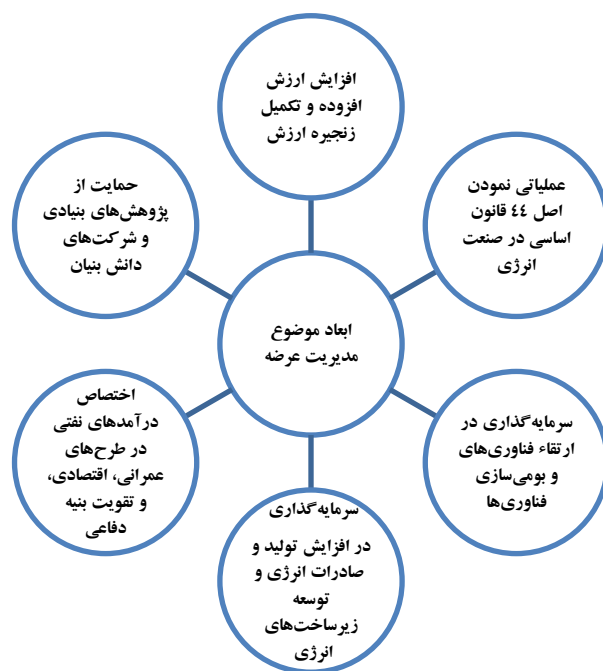 افزایش ارزش
افزوده و تکمیل
زنجیره ارزش
عملیاتی نمودن
اصل ٤٤ قانون
اساسی در صنعت
انرژی
حمایت از
پژوهش‌های بنیادی
و شرکت‌های
دانش بنیان
ابعاد موضوع
مدیریت عرضه
سرمایه‌گذاری در
ارتقاء فناوری‌های
و بومی‌سازی
فناوری‌ها
اختصاص
درآمدهای نفتی
در طرح‌های
عمرانی، اقتصادی،
و تقویت بنیه
دفاعی
سرمایه‌گذاری
در افزایش تولید و
صادرات انرژی و
توسعه
زیرساخت‌های
انرژی